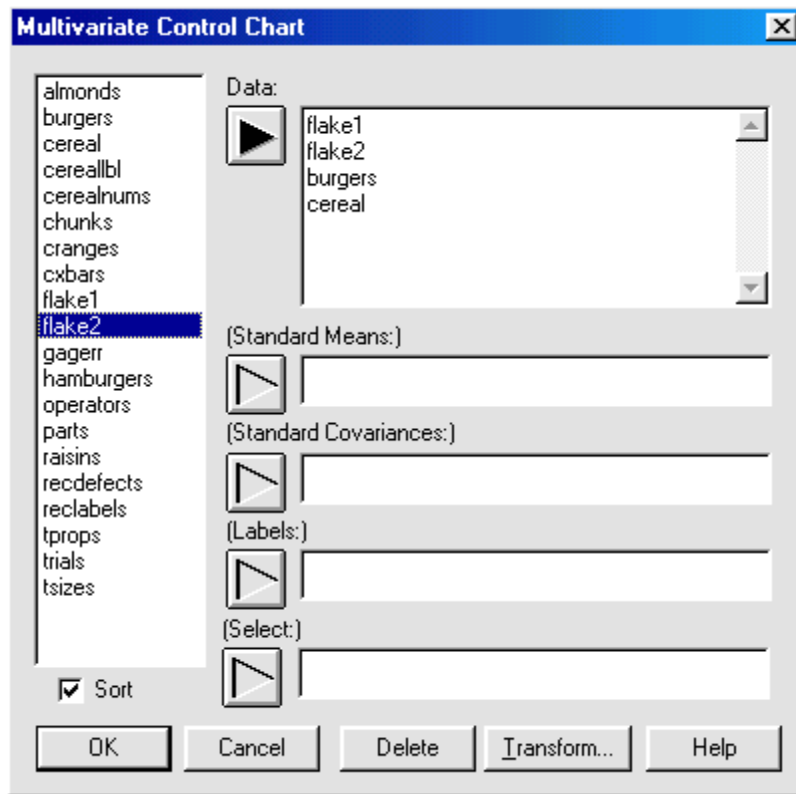 Multivariate Control Chart
almonds
burgers
cereal
cereallbl
cerealnums
chunks
cranges
cxbars
flake1
flake2
gagerr
hamburgers
operators
parts
raisins
recdefects
reclabels
tprops
trials
tsizes
Sort
Data:
flake1
flake2
burgers
cereal
(Standard Means:)
(Standard Covariances:)
(Labels:)
(Select:)
OK
Cancel
Delete
Transform...
Help